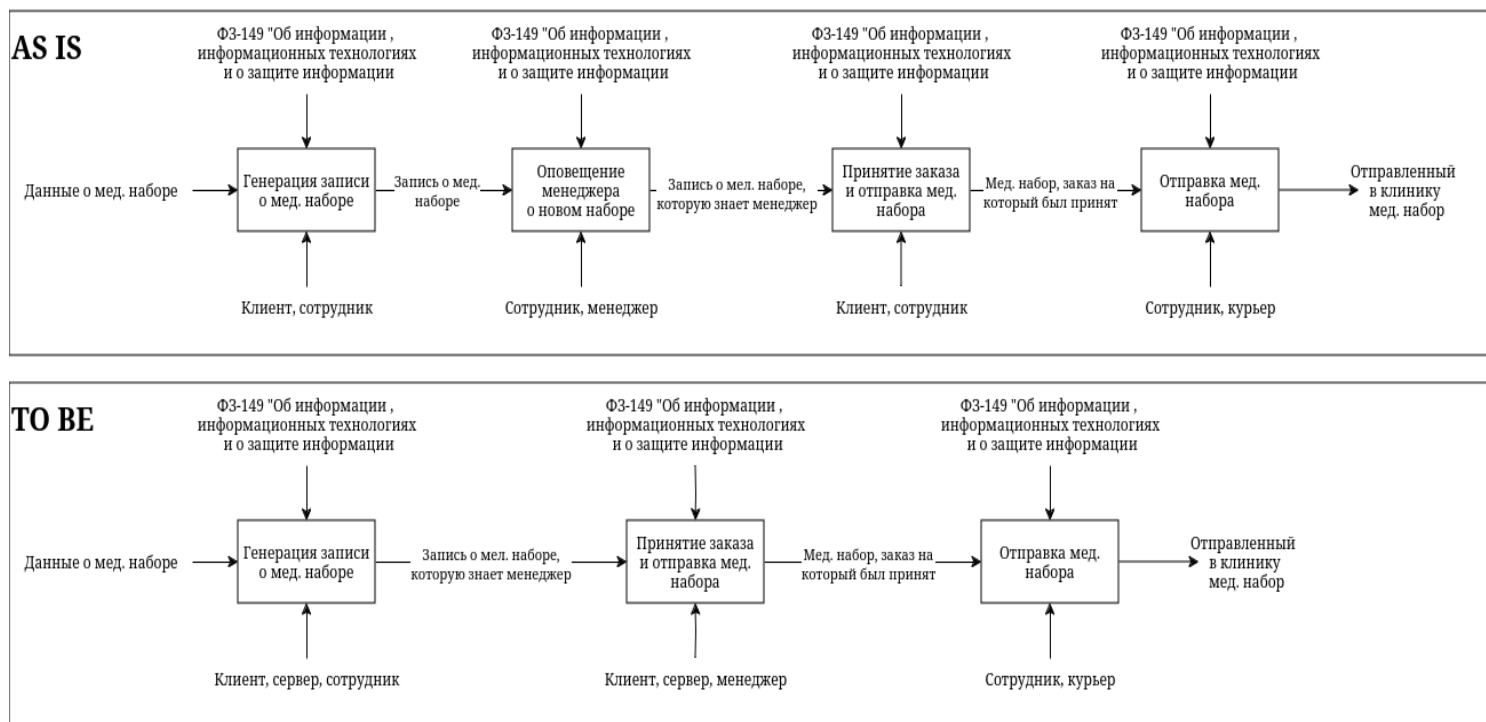 AS IS
ФЗ-149 "Об информации ,
информационных технологиях
и о защите информации
ФЗ-149 "Об информации ,
информационных технологиях
и о защите информации
ФЗ-149 "Об информации ,
информационных технологиях
и о защите информации
ФЗ-149 "Об информации ,
информационных технологиях
и о защите информации
Данные о мед. наборе
Генерация записи
о мед. наборе
Запись о мед.
наборе
Оповещение
менеджера
о новом наборе
Запись о мел. наборе,
которую знает менеджер
Принятие заказа
и отправка мед.
набора
Мед. набор, заказ на
который был принят
Отправка мед.
набора
Отправленный
в клинику
мед. набор
Клиент, сотрудник
Сотрудник, менеджер
Клиент, сотрудник
Сотрудник, курьер
TO BE
ФЗ-149 "Об информации ,
информационных технологиях
и о защите информации
ФЗ-149 "Об информации ,
информационных технологиях
и о защите информации
ФЗ-149 "Об информации ,
информационных технологиях
и о защите информации
Данные о мед. наборе
Генерация записи
о мед. наборе
Запись о мел. наборе,
которую знает менеджер
Принятие заказа
и отправка мед.
набора
Мед. набор, заказ на
который был принят
Отправка мед.
набора
Отправленный
в клинику
мед. набор
Клиент, сервер, сотрудник
Клиент, сервер, менеджер
Сотрудник, курьер